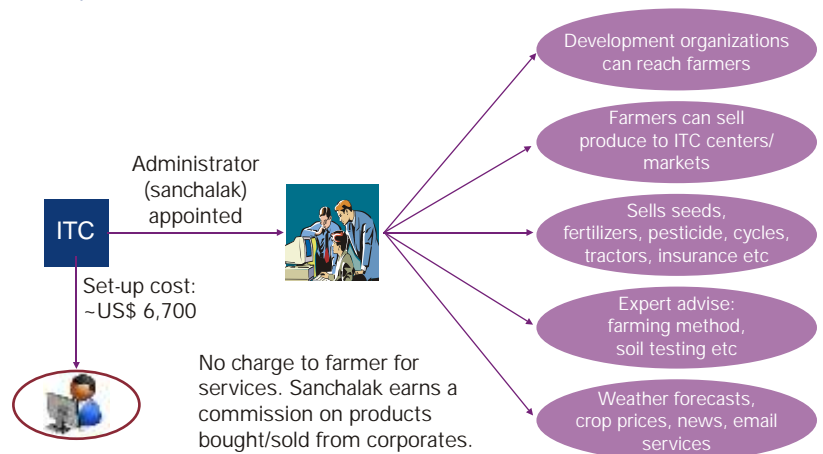 Development organizations
can reach farmers
Farmers can sell
produce to ITC centers/
markets
Administrator
(sanchalak)
appointed
ITC
Sells seeds,
fertilizers, pesticide, cycles,
tractors, insurance etc
Set-up cost:
~US$ 6,700
Expert advise:
farming method,
soil testing etc
No charge to farmer for
services. Sanchalak earns a
commission on products
bought/sold from corporates.
Weather forecasts,
crop prices, news, email
services